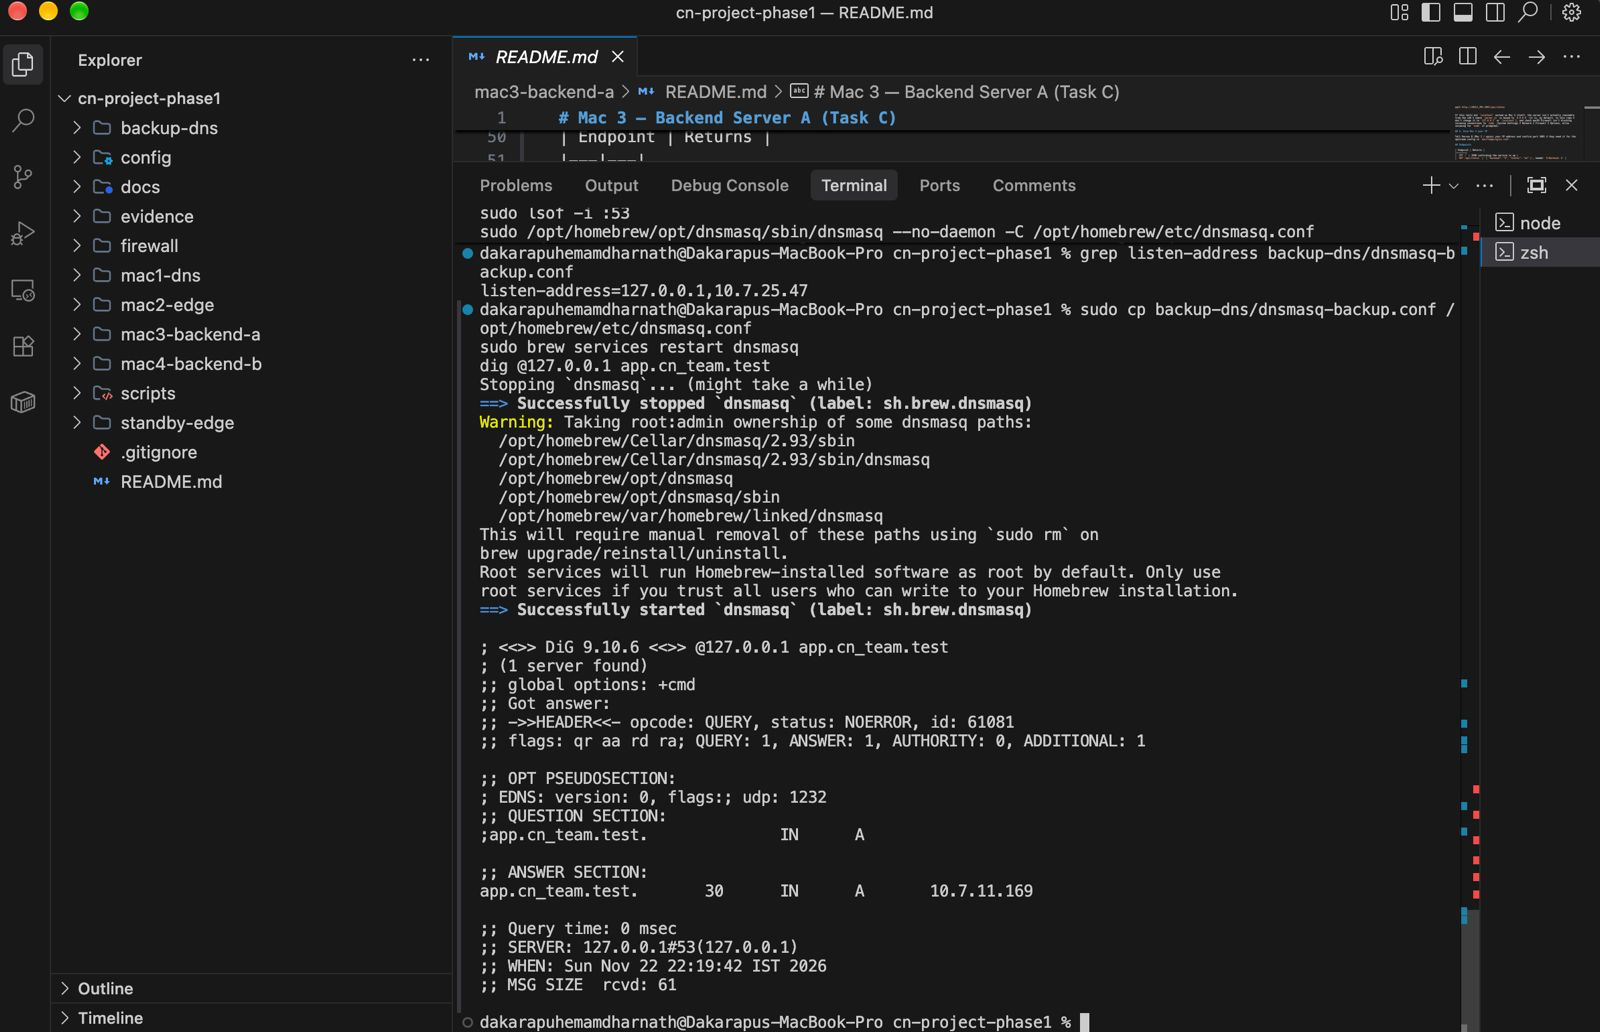 cn-project-phase1 — README.md
Explorer
cn-project-phase1
backup-dns
config
docs
evidence
firewall
mac1-dns
mac2-edge
mac3-backend-a
mac4-backend-b
scripts
standby-edge
.gitignore
README.md
Outline
Timeline
README.md
mac3-backend-a > README.md > # Mac 3 — Backend Server A (Task C)
1 # Mac 3 — Backend Server A (Task C)
50 | Endpoint | Returns |
51 |---|---|
Problems Output Debug Console Terminal Ports Comments
node
zsh
sudo lsof -i :53
sudo /opt/homebrew/opt/dnsmasq/sbin/dnsmasq --no-daemon -C /opt/homebrew/etc/dnsmasq.conf
dakarapuhemamdharnath@Dakarapus-MacBook-Pro cn-project-phase1 % grep listen-address backup-dns/dnsmasq-b
ackup.conf
listen-address=127.0.0.1,10.7.25.47
dakarapuhemamdharnath@Dakarapus-MacBook-Pro cn-project-phase1 % sudo cp backup-dns/dnsmasq-backup.conf /
opt/homebrew/etc/dnsmasq.conf
sudo brew services restart dnsmasq
dig @127.0.0.1 app.cn_team.test
Stopping `dnsmasq`... (might take a while)
==> Successfully stopped `dnsmasq` (label: sh.brew.dnsmasq)
Warning: Taking root:admin ownership of some dnsmasq paths:
/opt/homebrew/Cellar/dnsmasq/2.93/sbin
/opt/homebrew/Cellar/dnsmasq/2.93/sbin/dnsmasq
/opt/homebrew/opt/dnsmasq
/opt/homebrew/opt/dnsmasq/sbin
/opt/homebrew/var/homebrew/linked/dnsmasq
This will require manual removal of these paths using `sudo rm` on
brew upgrade/reinstall/uninstall.
Root services will run Homebrew-installed software as root by default. Only use
root services if you trust all users who can write to your Homebrew installation.
==> Successfully started `dnsmasq` (label: sh.brew.dnsmasq)
; <<>> DiG 9.10.6 <<>> @127.0.0.1 app.cn_team.test
; (1 server found)
;; global options: +cmd
;; Got answer:
;; ->>HEADER<<- opcode: QUERY, status: NOERROR, id: 61081
;; flags: qr aa rd ra; QUERY: 1, ANSWER: 1, AUTHORITY: 0, ADDITIONAL: 1
;; OPT PSEUDOSECTION:
; EDNS: version: 0, flags:; udp: 1232
;; QUESTION SECTION:
;app.cn_team.test. IN A
;; ANSWER SECTION:
app.cn_team.test. 30 IN A 10.7.11.169
;; Query time: 0 msec
;; SERVER: 127.0.0.1#53(127.0.0.1)
;; WHEN: Sun Nov 22 22:19:42 IST 2026
;; MSG SIZE rcvd: 61
dakarapuhemamdharnath@Dakarapus-MacBook-Pro cn-project-phase1 %